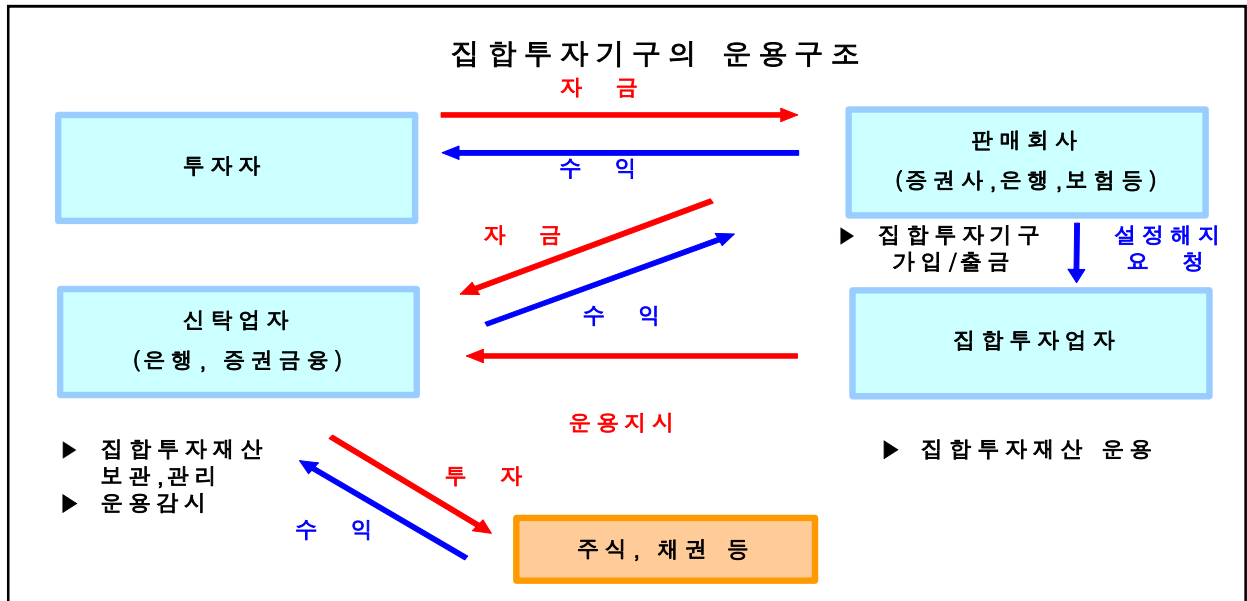 집합투자기구의 운용구조
자 금
투자자
수 익
판매회사
(증권사,은행,보험등)
자 금
▶ 집합투자기구
가입/출금
설정해지
요 청
신탁업자
(은행, 증권금융)
수 익
집합투자업자
운용지시
▶ 집합투자재산
보관,관리
▶ 운용감시
▶ 집합투자재산 운용
투 자
수 익
주식, 채권 등